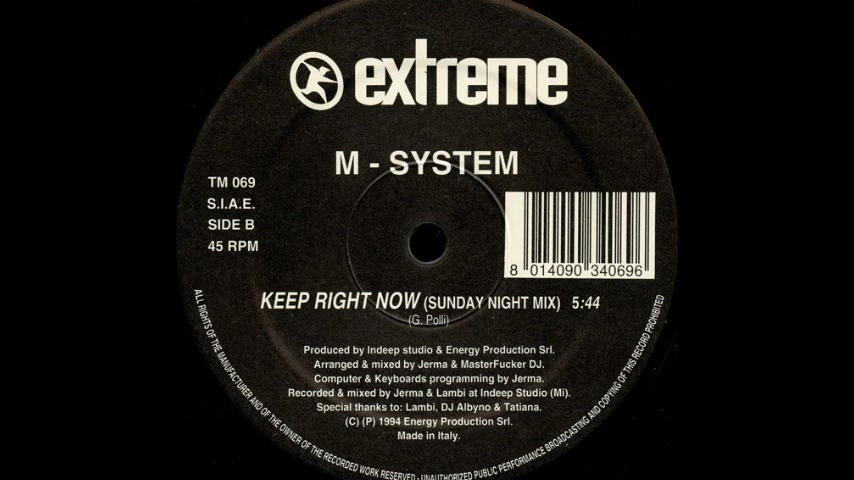 extreme
M - SYSTEM
TM 069
S.I.A.E.
SIDE B
45 RPM
8 014090 340696
KEEP RIGHT NOW (SUNDAY NIGHT MIX) 5:44
(G. Polli)
Produced by Indeep studio & Energy Production Srl.
Arranged & mixed by Jerma & MasterFucker DJ.
Computer & Keyboards programming by Jerma.
Recorded & mixed by Jerma & Lambi at Indeep Studio (Mi).
Special thanks to: Lambi, DJ Albyno & Tatiana.
(C) (P) 1994 Energy Production Srl.
Made in Italy.
ALL RIGHTS OF THE MANUFACTURER AND OF THE OWNER OF THE RECORDED WORK RESERVED - UNAUTHORIZED PUBLIC PERFORMANCE BROADCASTING AND COPYING OF THIS RECORD PROHIBITED